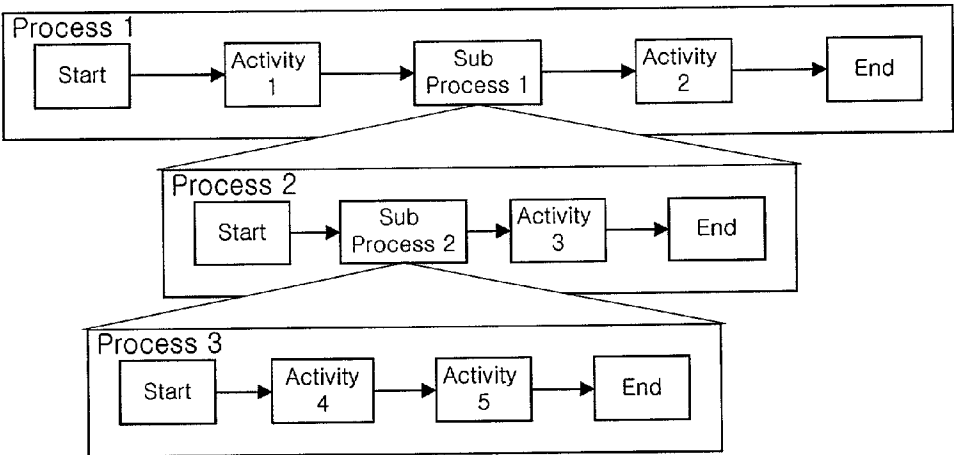 Process 1
Start
Activity
1
Sub
Process 1
Activity
2
End
Process 2
Start
Sub
Process 2
Activity
3
End
Process 3
Start
Activity
4
Activity
5
End